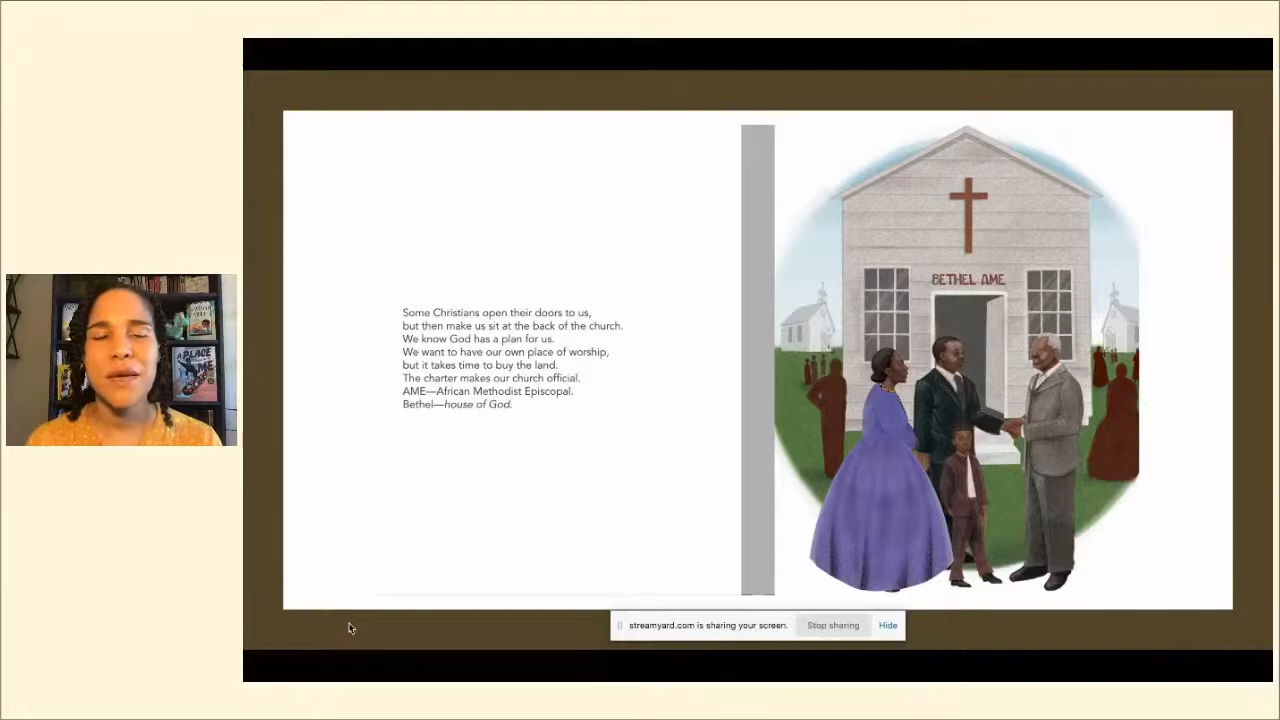 Some Christians open their doors to us,
but then make us sit at the back of the church.
We know God has a plan for us.
We want to have our own place of worship,
but it takes time to buy the land.
The charter makes our church official.
AME—African Methodist Episcopal.
Bethel—house of God.
BETHEL AME
A PLACE
streamyard.com is sharing your screen.
Stop sharing
Hide